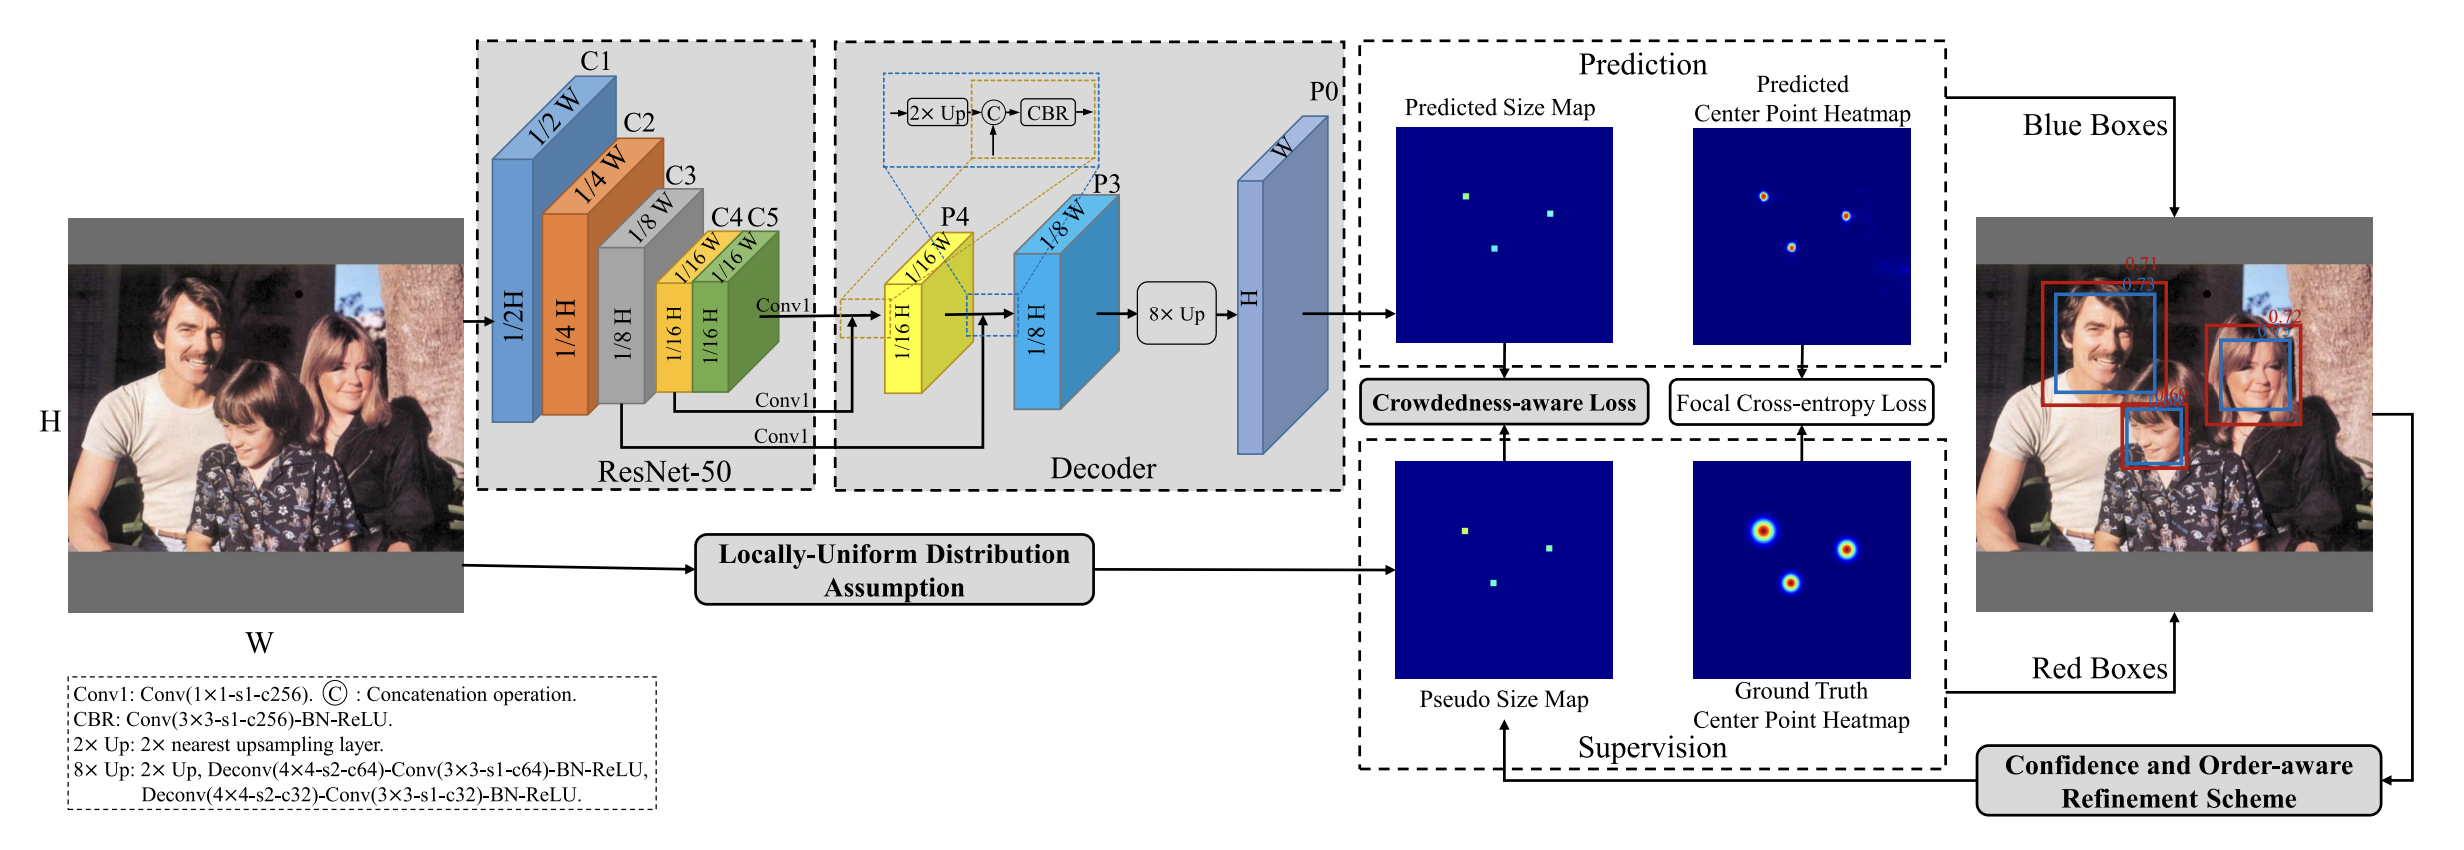 H
W
C1
1/2 W
1/2H
C2
1/4 W
1/4 H
C3
1/8 W
1/8 H
C4
1/16 W
1/16 H
C5
1/16 W
1/16 H
Conv1
Conv1
Conv1
ResNet-50
2× Up
C
CBR
P4
1/16 W
1/16 H
P3
1/8 W
1/8 H
8× Up
P0
W
H
Decoder
Prediction
Predicted Size Map
Predicted
Center Point Heatmap
Crowdedness-aware Loss
Focal Cross-entropy Loss
Pseudo Size Map
Ground Truth
Center Point Heatmap
Supervision
Locally-Uniform Distribution
Assumption
Blue Boxes
0.71
0.73
0.72
Red Boxes
Confidence and Order-aware
Refinement Scheme
Conv1: Conv(1×1-s1-c256). Ⓒ : Concatenation operation.
CBR: Conv(3×3-s1-c256)-BN-ReLU.
2× Up: 2× nearest upsampling layer.
8× Up: 2× Up, Deconv(4×4-s2-c64)-Conv(3×3-s1-c64)-BN-ReLU,
Deconv(4×4-s2-c32)-Conv(3×3-s1-c32)-BN-ReLU.